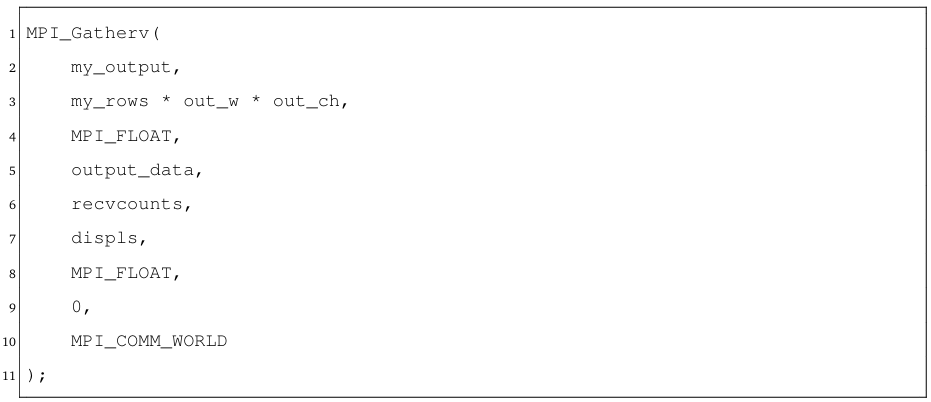 1 MPI_Gatherv(
2     my_output,
3     my_rows * out_w * out_ch,
4     MPI_FLOAT,
5     output_data,
6     recvcounts,
7     displs,
8     MPI_FLOAT,
9     0,
10     MPI_COMM_WORLD
11 );